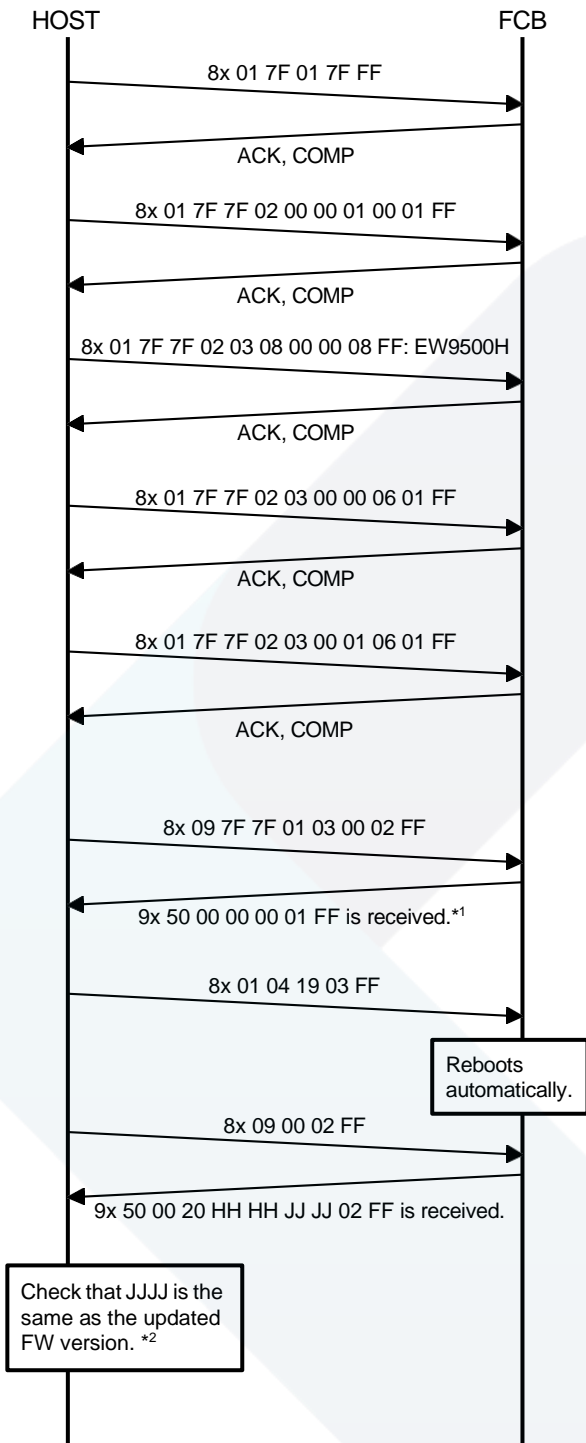 HOST
FCB
8x 01 7F 01 7F FF
ACK, COMP
8x 01 7F 7F 02 00 00 01 00 01 FF
ACK, COMP
8x 01 7F 7F 02 03 08 00 00 08 FF: EW9500H
ACK, COMP
8x 01 7F 7F 02 03 00 00 06 01 FF
ACK, COMP
8x 01 7F 7F 02 03 00 01 06 01 FF
ACK, COMP
8x 09 7F 7F 01 03 00 02 FF
9x 50 00 00 00 01 FF is received.*1
8x 01 04 19 03 FF
Reboots
automatically.
8x 09 00 02 FF
9x 50 00 20 HH HH JJ JJ 02 FF is received.
Check that JJJJ is the
same as the updated
FW version. *2